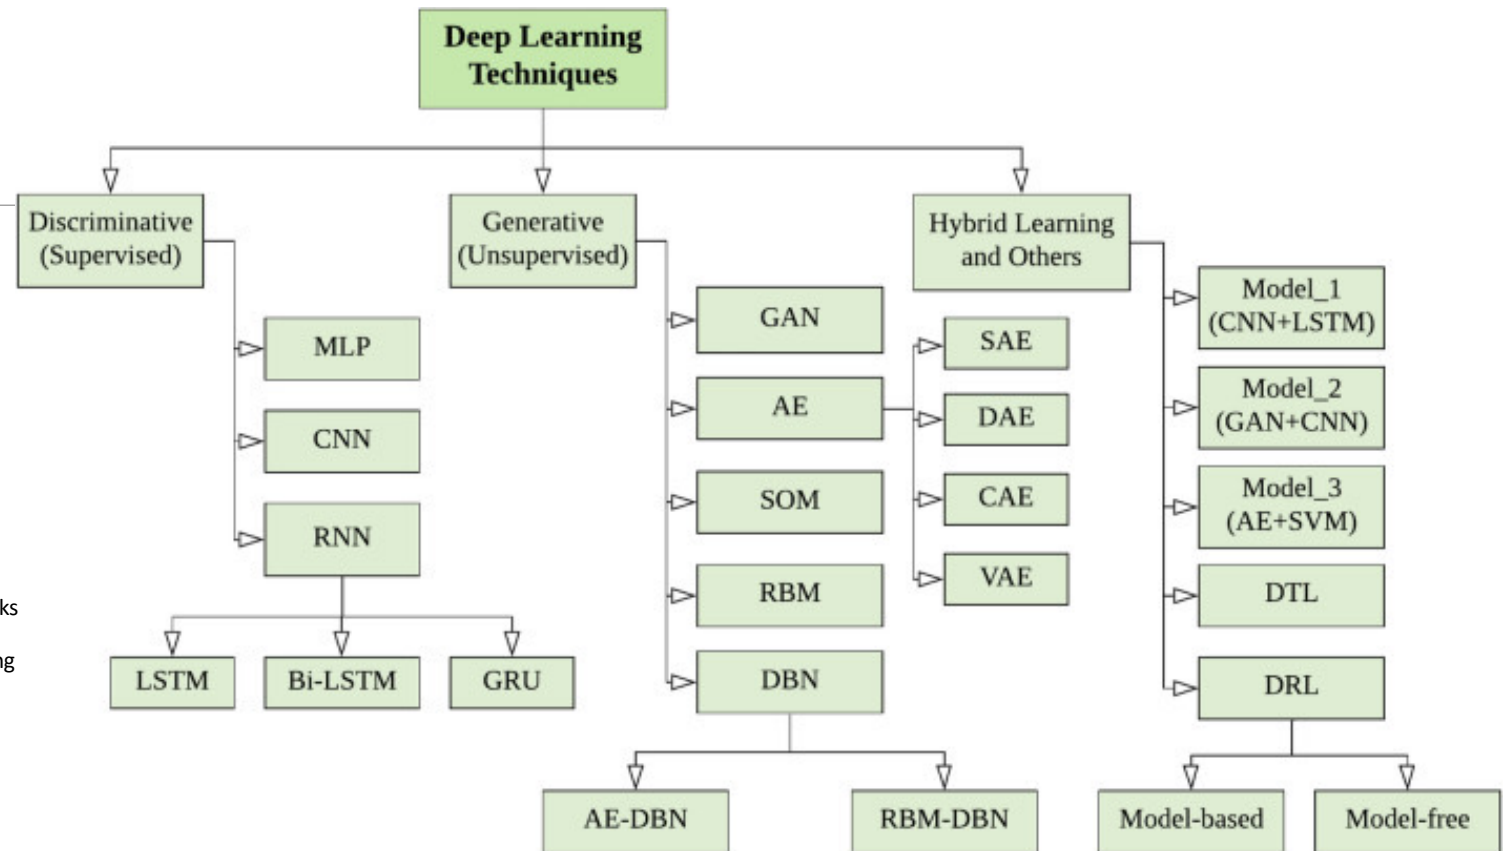 Deep Learning
Techniques
Discriminative
(Supervised)
MLP
CNN
RNN
LSTM
Bi-LSTM
GRU
Generative
(Unsupervised)
GAN
AE
SAE
DAE
CAE
VAE
SOM
RBM
DBN
AE-DBN
RBM-DBN
Hybrid Learning
and Others
Model_1
(CNN+LSTM)
Model_2
(GAN+CNN)
Model_3
(AE+SVM)
DTL
DRL
Model-based
Model-free
ks
ng